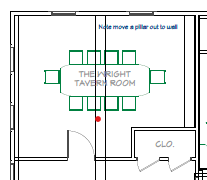 Note move a pillar out to wall
THE WRIGHT
TAVERN ROOM
CLO.